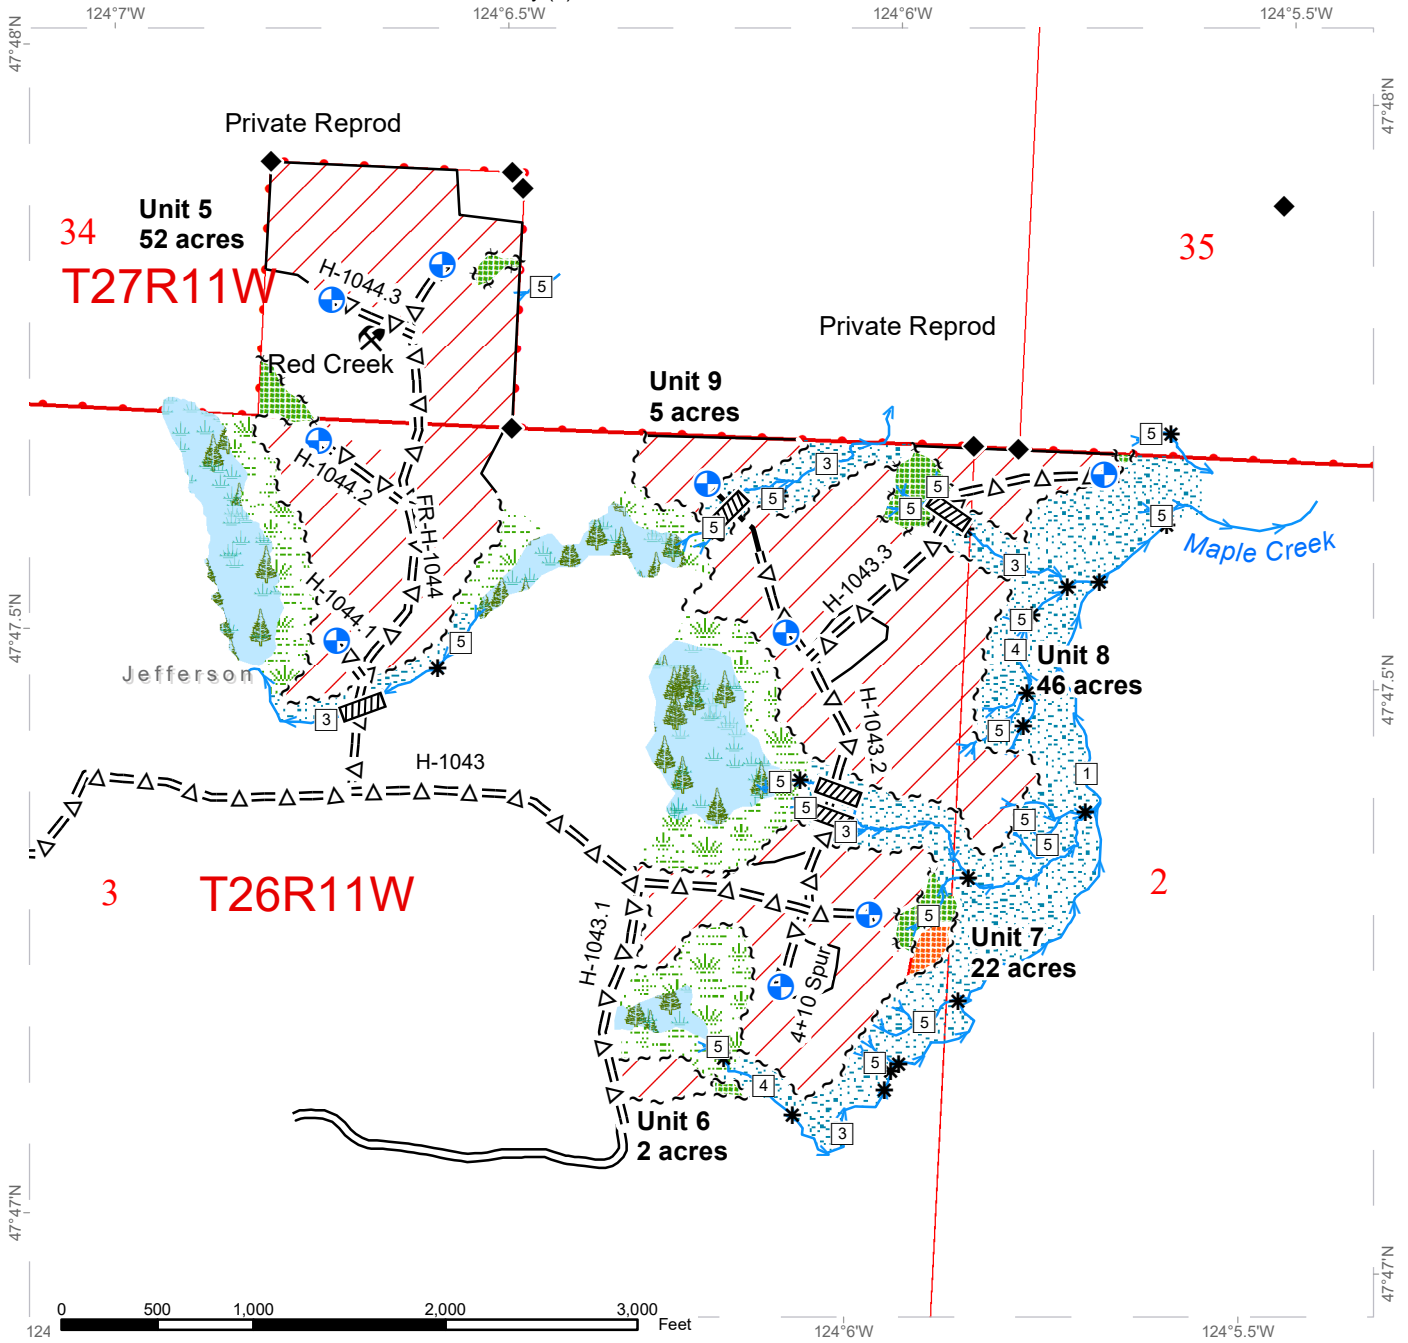 124°7'W
124°6.5'W
124°6'W
124°5.5'W
47°48'N
47°48'N
Private Reprod
Unit 5
52 acres
34
35
T27R11W
H-1044.3
5
Red Creek
Private Reprod
Unit 9
5 acres
H-1044.2
FR-H-1044
H-1044.1
5
3
Jefferson
3
5
5
5
5
5
5
Maple Creek
H-1043.3
3
5
4
Unit 8
46 acres
5
H-1043.2
H-1043
1
5
5
3
5
5
47°47.5'N
47°47.5'N
3
T26R11W
2
5
Unit 7
22 acres
H-1043.1
4+10 Spur
5
5
5
4
3
Unit 6
2 acres
47°47'N
47°47'N
0
500
1,000
2,000
3,000
Feet
124
124°6'W
124°5.5'W